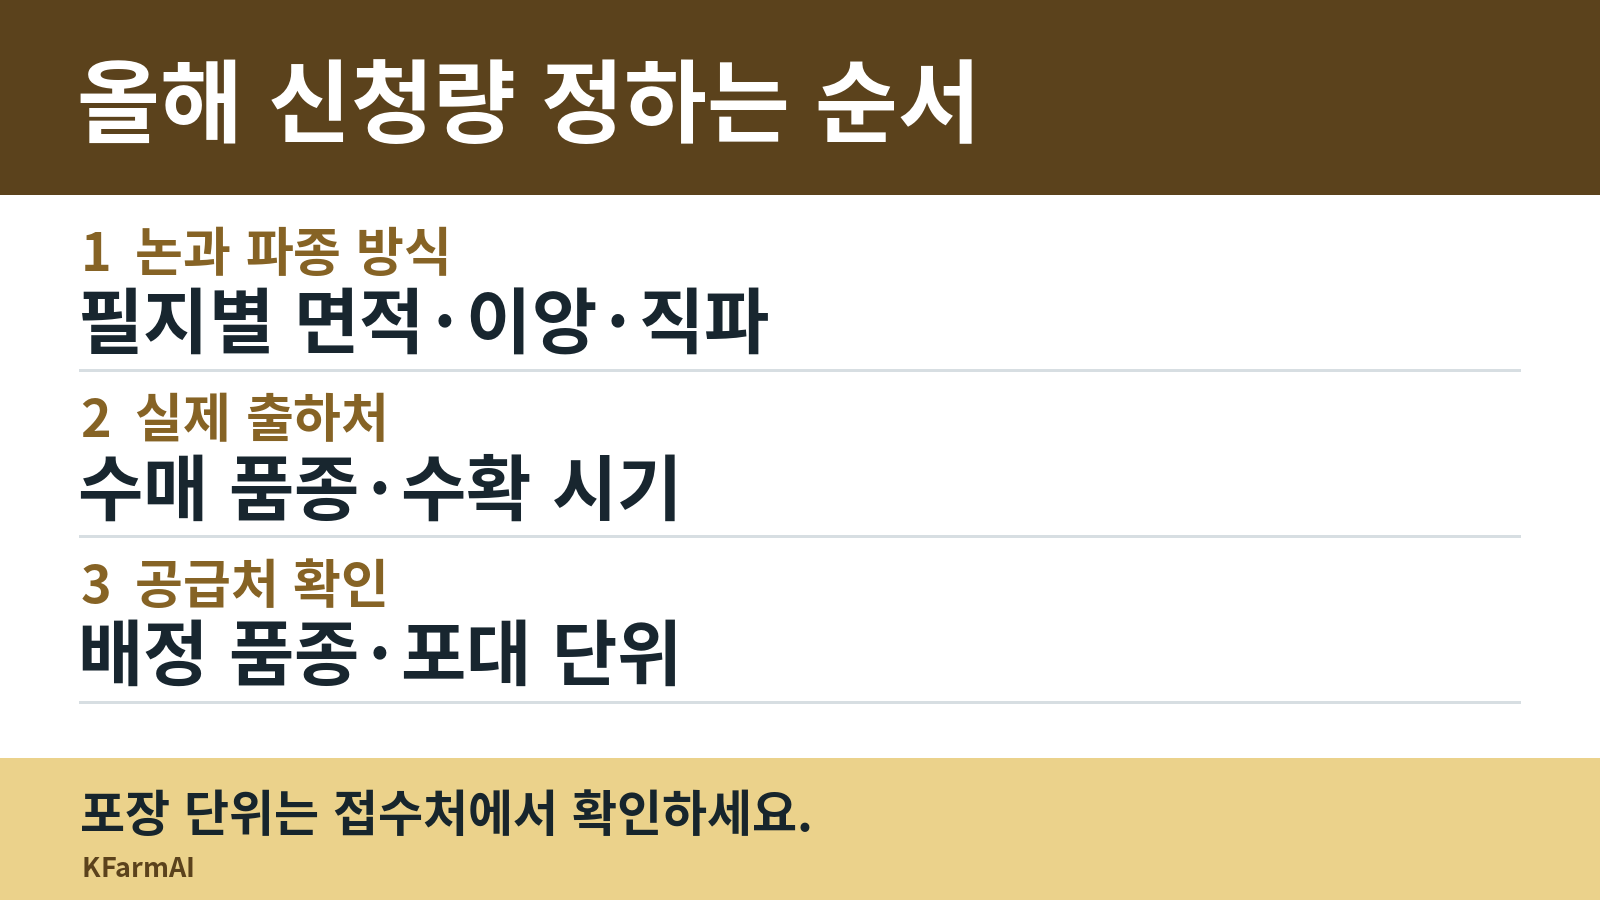 올해 신청량 정하는 순서
1 논과 파종 방식
필지별 면적·이앙·직파
2 실제 출하처
수매 품종·수확 시기
3 공급처 확인
배정 품종·포대 단위
포장 단위는 접수처에서 확인하세요.
KFarmAI